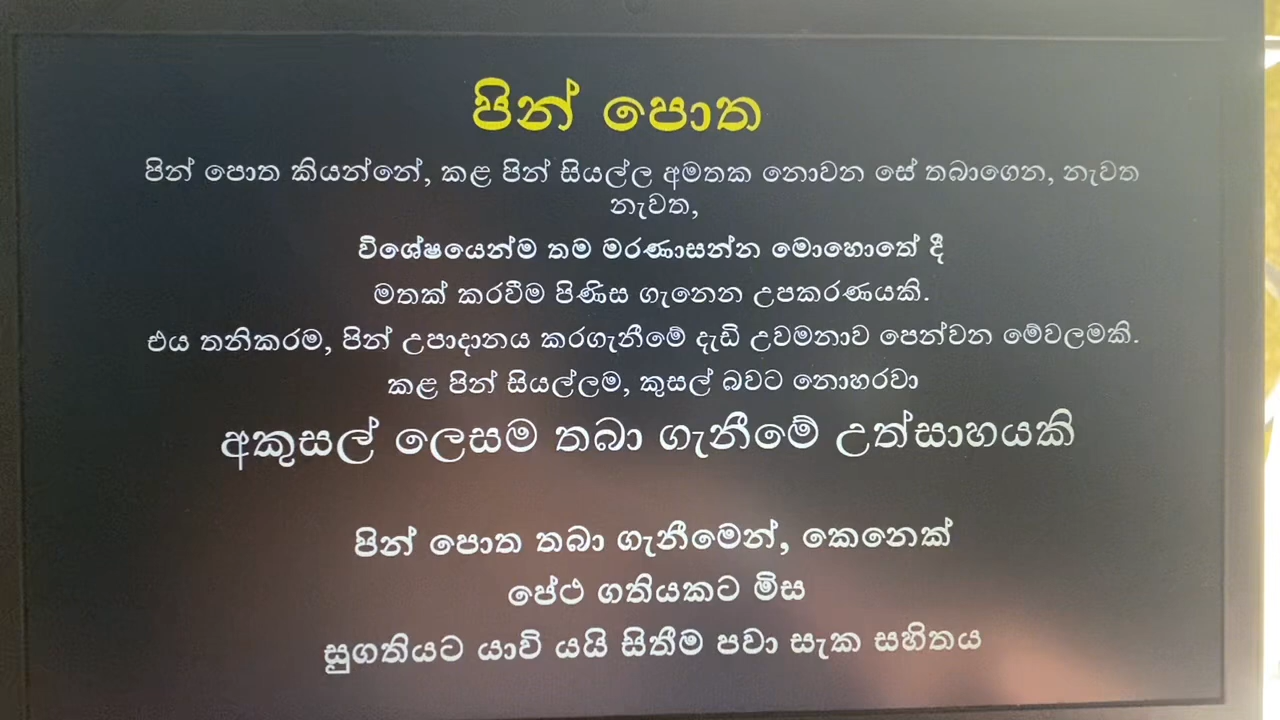 පින් පොත
පින් පොත කියන්නේ, කළ පින් සියල්ල අමතක නොවන සේ තබාගෙන, නැවත
නැවත,
විශේෂයෙන්ම තම මරණාසන්න මොහොතේ දී
මතක් කරවීම පිණිස ගැනෙන උපකරණයකි.
එය තනිකරම, පින් උපාදානය කරගැනීමේ දැඩි උවමනාව පෙන්වන මේවලමකි.
කළ පින් සියල්ලම, කුසල් බවට නොහරවා
අකුසල් ලෙසම තබා ගැනීමේ උත්සාහයකි
පින් පොත තබා ගැනීමෙන්, කෙනෙක්
පේථ ගතියකට මිස
සුගතියට යාවි යයි සිතීම පවා සැක සහිතය